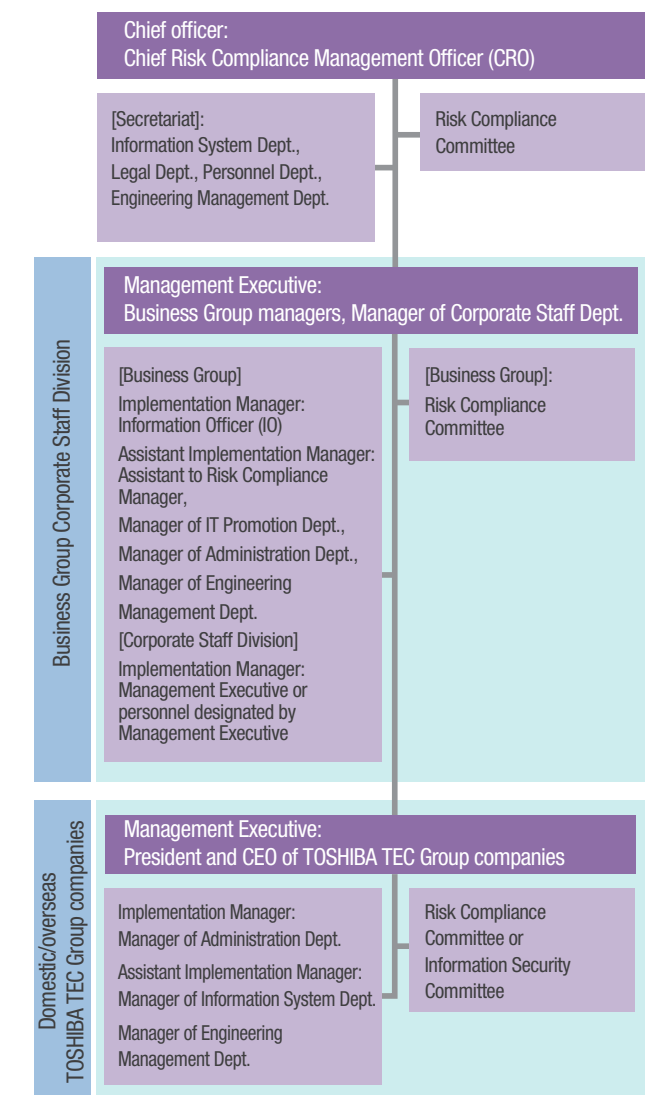 Chief officer:
Chief Risk Compliance Management Officer (CRO)
[Secretariat]:
Information System Dept.,
Legal Dept., Personnel Dept.,
Engineering Management Dept.
Risk Compliance
Committee
Business Group Corporate Staff Division
Management Executive:
Business Group managers, Manager of Corporate Staff Dept.
[Business Group]
Implementation Manager:
Information Officer (IO)
Assistant Implementation Manager:
Assistant to Risk Compliance
Manager,
Manager of IT Promotion Dept.,
Manager of Administration Dept.,
Manager of Engineering
Management Dept.
[Corporate Staff Division]
Implementation Manager:
Management Executive or
personnel designated by
Management Executive
[Business Group]:
Risk Compliance
Committee
Domestic/overseas
TOSHIBA TEC Group companies
Management Executive:
President and CEO of TOSHIBA TEC Group companies
Implementation Manager:
Manager of Administration Dept.
Assistant Implementation Manager:
Manager of Information System Dept.
Manager of Engineering
Management Dept.
Risk Compliance
Committee or
Information Security
Committee